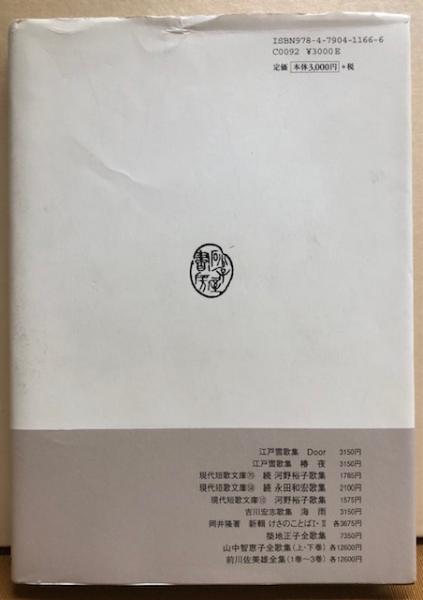 ISBN978-4-7904-1166-6
C0092 ¥3000E
定価 本体3,000円 +税
砂子屋書房
江戸雪歌集 Door 3150円
江戸雪歌集 椿夜 3150円
現代短歌文庫 続 河野裕子歌集 1785円
現代短歌文庫 続 永田和宏歌集 2100円
現代短歌文庫⑩ 河野裕子歌集 1575円
吉川宏志歌集 海雨 3150円
岡井隆著 新輯 けさのことばⅠ・Ⅱ 各3675円
築地正子全歌集 7350円
山中智恵子全歌集(上・下巻) 各12600円
前川佐美雄全集(1巻〜3巻) 各12600円